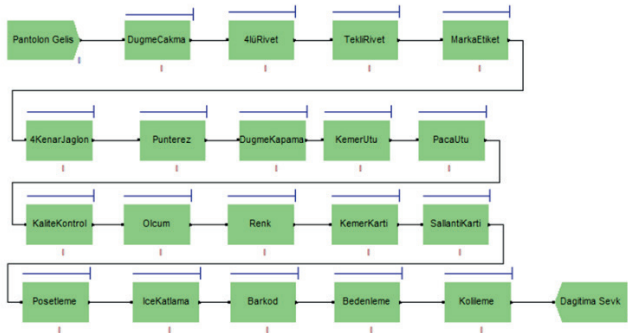 Pantolon Gelis
DugmeCakma
4lüRivet
TekliRivet
MarkaEtiket
4KenarJaglon
Punterez
DugmeKapama
KemerUtu
PacaUtu
KaliteKontrol
Olcum
Renk
KemerKarti
SallantiKarti
Posetleme
IceKatlama
Barkod
Bedenleme
Kolileme
Dagitima Sevk